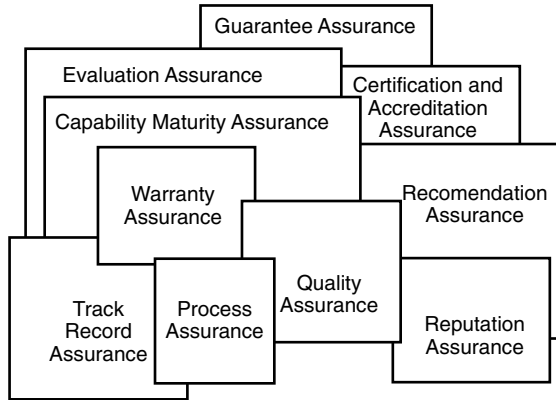 Guarantee Assurance
Evaluation Assurance
Certification and
Accreditation
Assurance
Capability Maturity Assurance
Warranty
Assurance
Recomendation
Assurance
Quality
Assurance
Track
Record
Assurance
Process
Assurance
Reputation
Assurance